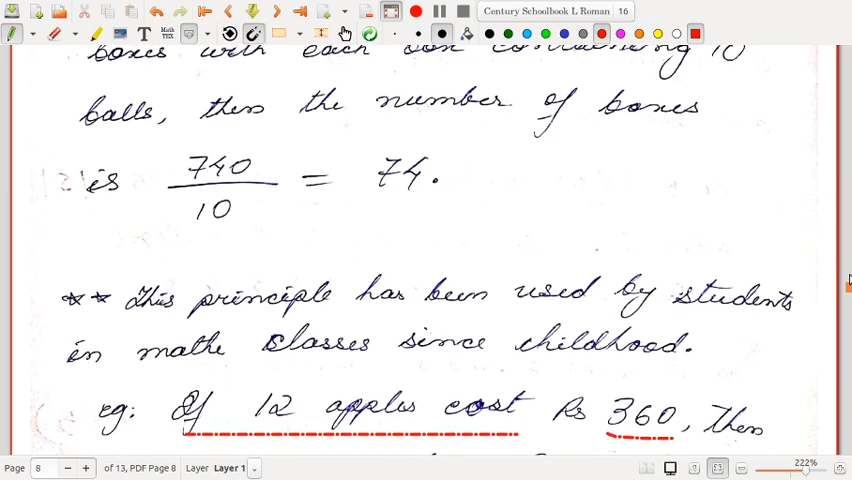 Century Schoolbook L Roman 16
T Math TEX
boxes with each box containing 10
balls, then the number of boxes
is 740/10 = 74.
** This principle has been used by students
in maths classes since childhood.
eg: If 12 apples cost Rs 360, then
Page 8 of 13, PDF Page 8 Layer Layer 1 222%